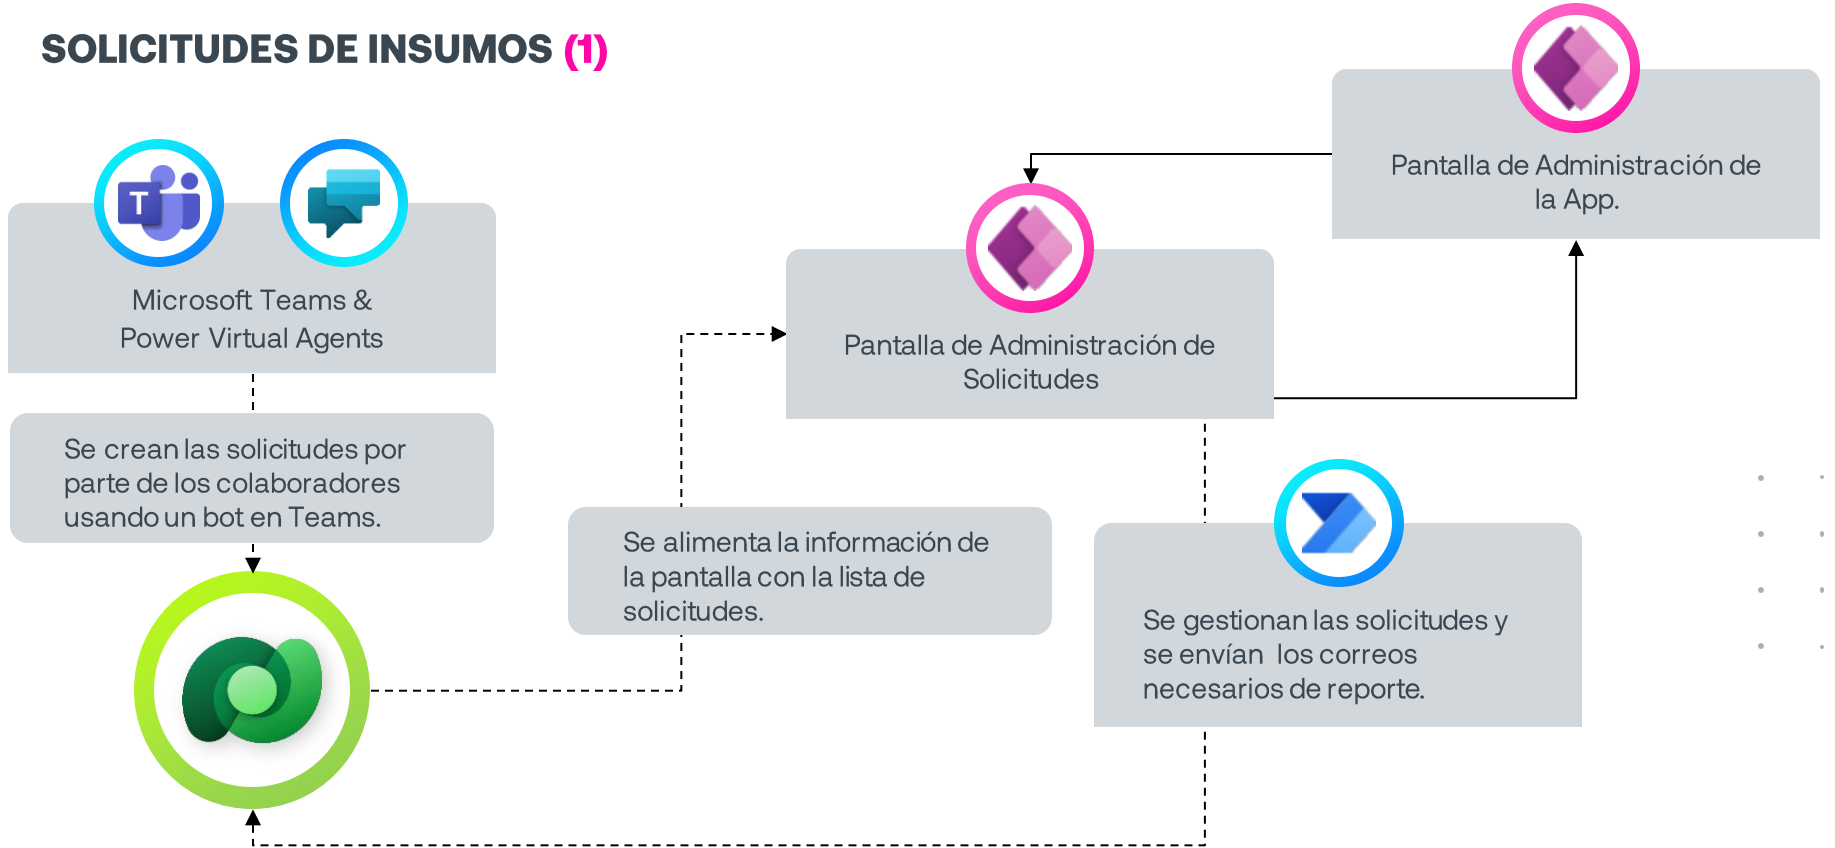 SOLICITUDES DE INSUMOS (1)
T
Microsoft Teams &
Power Virtual Agents
Se crean las solicitudes por
parte de los colaboradores
usando un bot en Teams.
Se alimenta la información de
la pantalla con la lista de
solicitudes.
Pantalla de Administración de
Solicitudes
Pantalla de Administración de
la App.
Se gestionan las solicitudes y
se envían  los correos
necesarios de reporte.